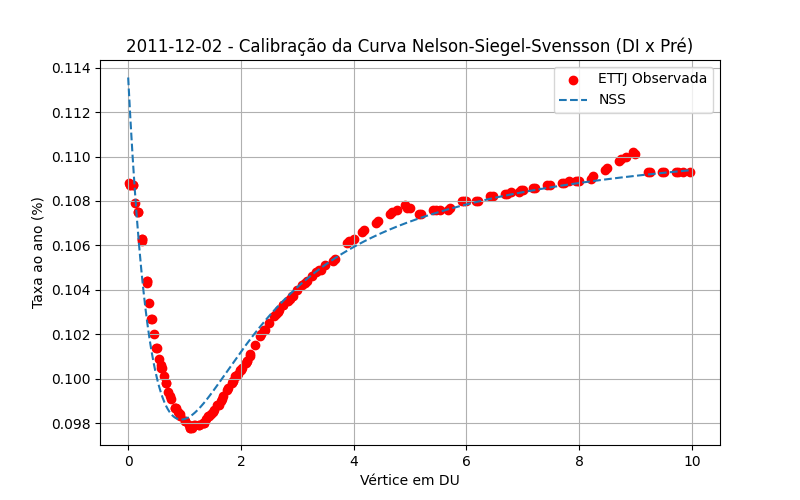 2011-12-02 - Calibração da Curva Nelson-Siegel-Svensson (DI x Pré)
ETTJ Observada
NSS
Taxa ao ano (%)
0.114
0.112
0.110
0.108
0.106
0.104
0.102
0.100
0.098
0 2 4 6 8 10
Vértice em DU